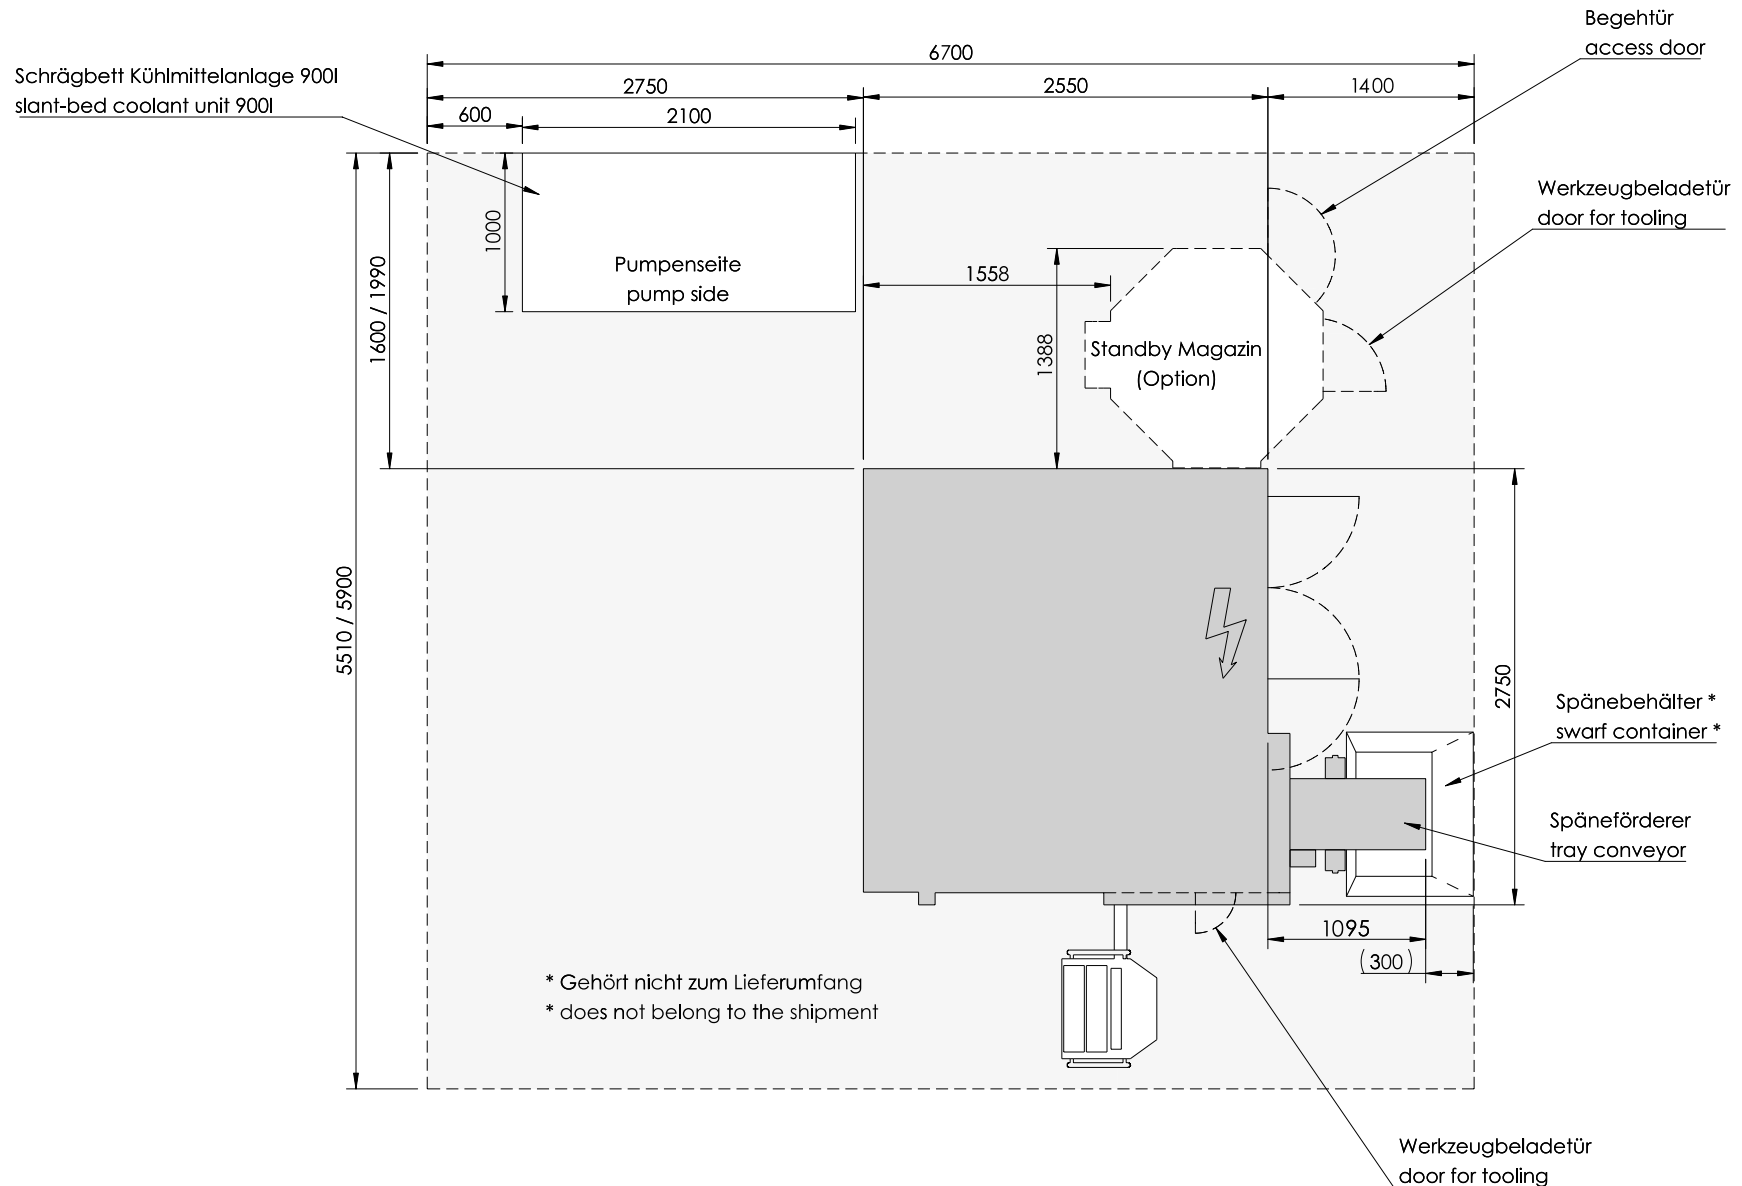 Begehtür
access door
6700
Schrägbett Kühlmittelanlage 900l
slant-bed coolant unit 900l
2750
2550
1400
600
2100
Werkzeugbeladetür
door for tooling
1000
Pumpenseite
pump side
1558
1600 / 1990
1388
Standby Magazin
(Option)
5510 / 5900
2750
Spänebehälter *
swarf container *
Späneförderer
tray conveyor
1095
(300)
* Gehört nicht zum Lieferumfang
* does not belong to the shipment
Werkzeugbeladetür
door for tooling